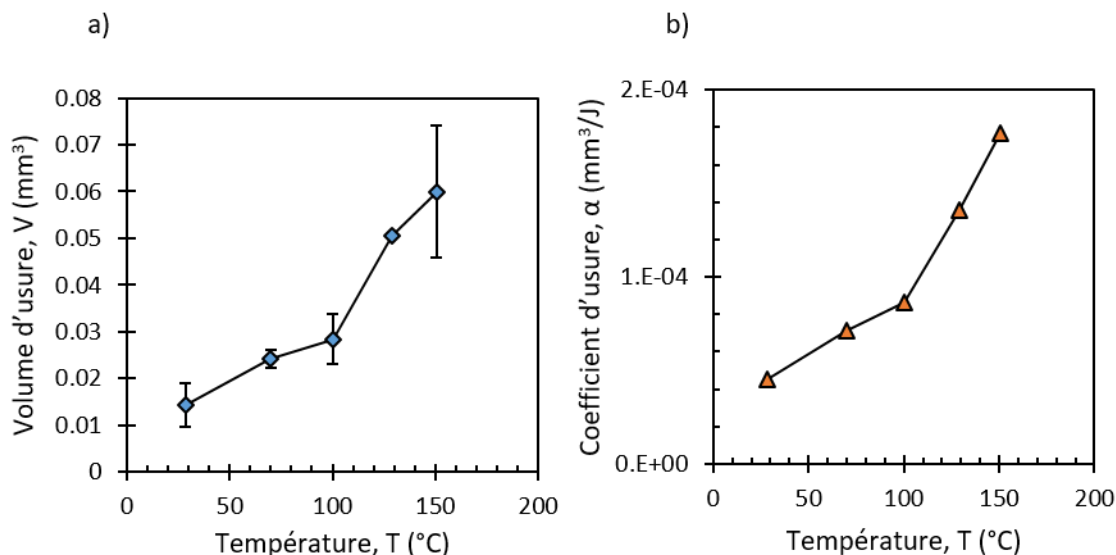 a)
Volume d'usure, V (mm³)
0.08
0.07
0.06
0.05
0.04
0.03
0.02
0.01
0
0 50 100 150 200
Température, T (°C)
b)
Coefficient d'usure, α (mm³/J)
2.E-04
1.E-04
0.E+00
0 50 100 150 200
Température, T (°C)